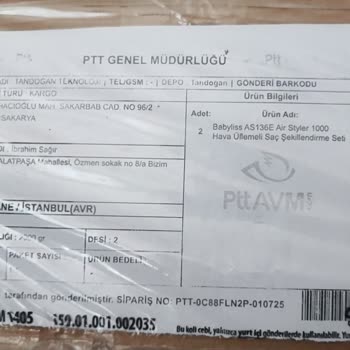 PTT GENEL MÜDÜRLÜĞÜ
ADI : TANDOĞAN TEKNOLOJİ | TEL/GSM : - | DEPO : Tandoğan | GÖNDERİ BARKODU
TÜRÜ : KARGO
HACIOĞLU MAH. SAKARBAB CAD. NO 96/2
SAKARYA
Ürün Bilgileri
Adet: Ürün Adı:
2 Babyliss AS136E Air Styler 1000
Hava Üflemeli Saç Şekillendirme Seti
: İbrahim Sağır
ALATPAŞA Mahallesi, Özmen sokak no 8/a Bizim
PttAVM
NE / İSTANBUL(AVR)
DESİ : 2
PAKET SAYISI
ÜRÜN BEDELİ :
tarafından gönderilmiştir. SİPARİŞ NO: PTT-0C88FLN2P-010725
159.01.001.002035
Bu koli cebi, yalnızca yurt içi gönderilerde kullanılabilir.